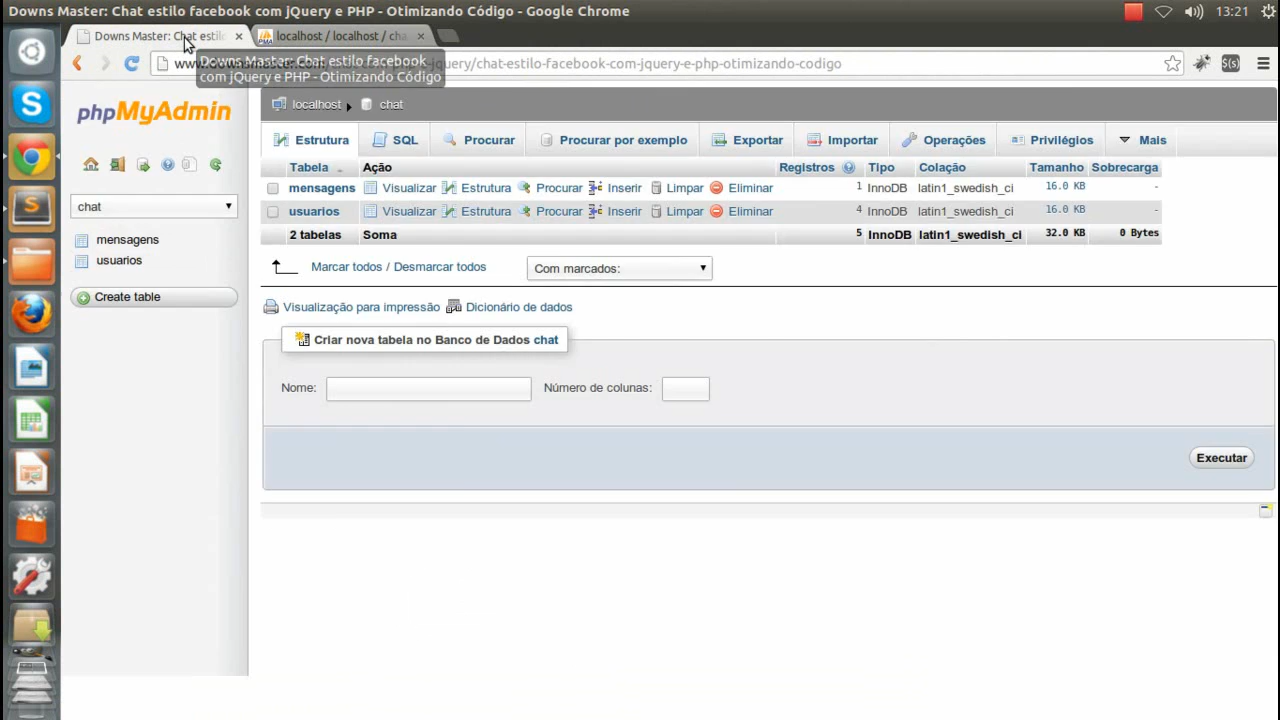 Downs Master: Chat estilo facebook com jQuery e PHP - Otimizando Código - Google Chrome
13:21
Downs Master: Chat estilo
localhost / localhost / cha
Downs Master: Chat estilo facebook
com jQuery e PHP - Otimizando Código
jquery/chat-estilo-facebook-com-jquery-e-php-otimizando-codigo
S(s)
phpMyAdmin
chat
mensagens
usuarios
Create table
localhost
chat
Estrutura
SQL
Procurar
Procurar por exemplo
Exportar
Importar
Operações
Privilégios
Mais
Tabela Ação Registros Tipo Colação Tamanho Sobrecarga
mensagens Visualizar Estrutura Procurar Inserir Limpar Eliminar 1 InnoDB latin1_swedish_ci 16.0 KB -
usuarios Visualizar Estrutura Procurar Inserir Limpar Eliminar 4 InnoDB latin1_swedish_ci 16.0 KB -
2 tabelas Soma 5 InnoDB latin1_swedish_ci 32.0 KB 0 Bytes
Marcar todos / Desmarcar todos
Com marcados:
Visualização para impressão
Dicionário de dados
Criar nova tabela no Banco de Dados chat
Nome:
Número de colunas:
Executar